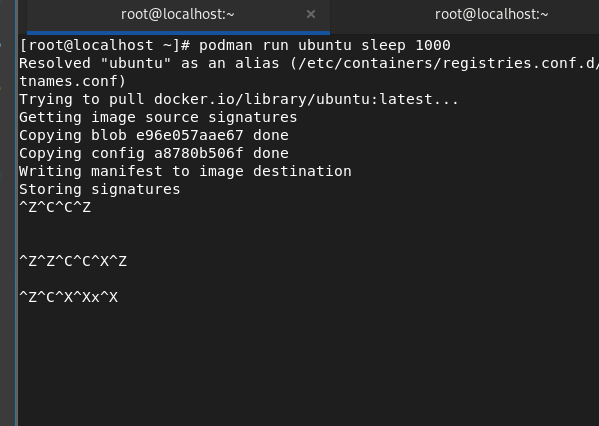 root@localhost:~ × root@localhost:~
[root@localhost ~]# podman run ubuntu sleep 1000
Resolved "ubuntu" as an alias (/etc/containers/registries.conf.d/
tnames.conf)
Trying to pull docker.io/library/ubuntu:latest...
Getting image source signatures
Copying blob e96e057aae67 done
Copying config a8780b506f done
Writing manifest to image destination
Storing signatures
^Z^C^C^Z
^Z^Z^C^C^X^Z
^Z^C^X^Xx^X